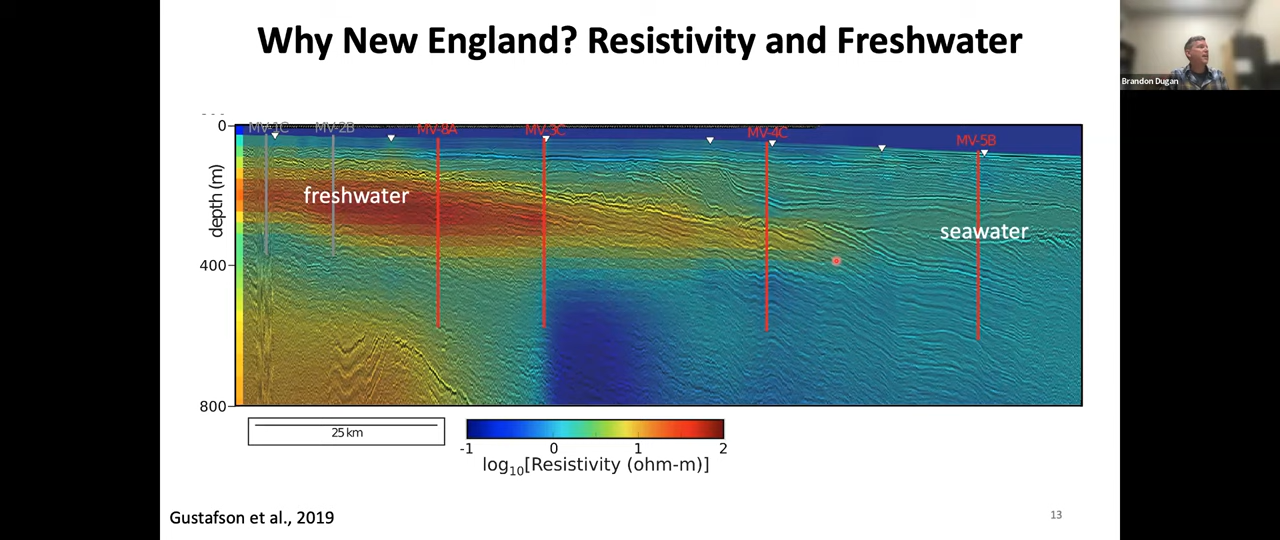 Why New England? Resistivity and Freshwater
Brandon Dugan
0
MV-1C MV-2B MV-8A MV-3C MV-4C MV-5B
freshwater
seawater
depth (m)
400
800
25 km
-1 0 1 2
log10[Resistivity (ohm-m)]
Gustafson et al., 2019
13